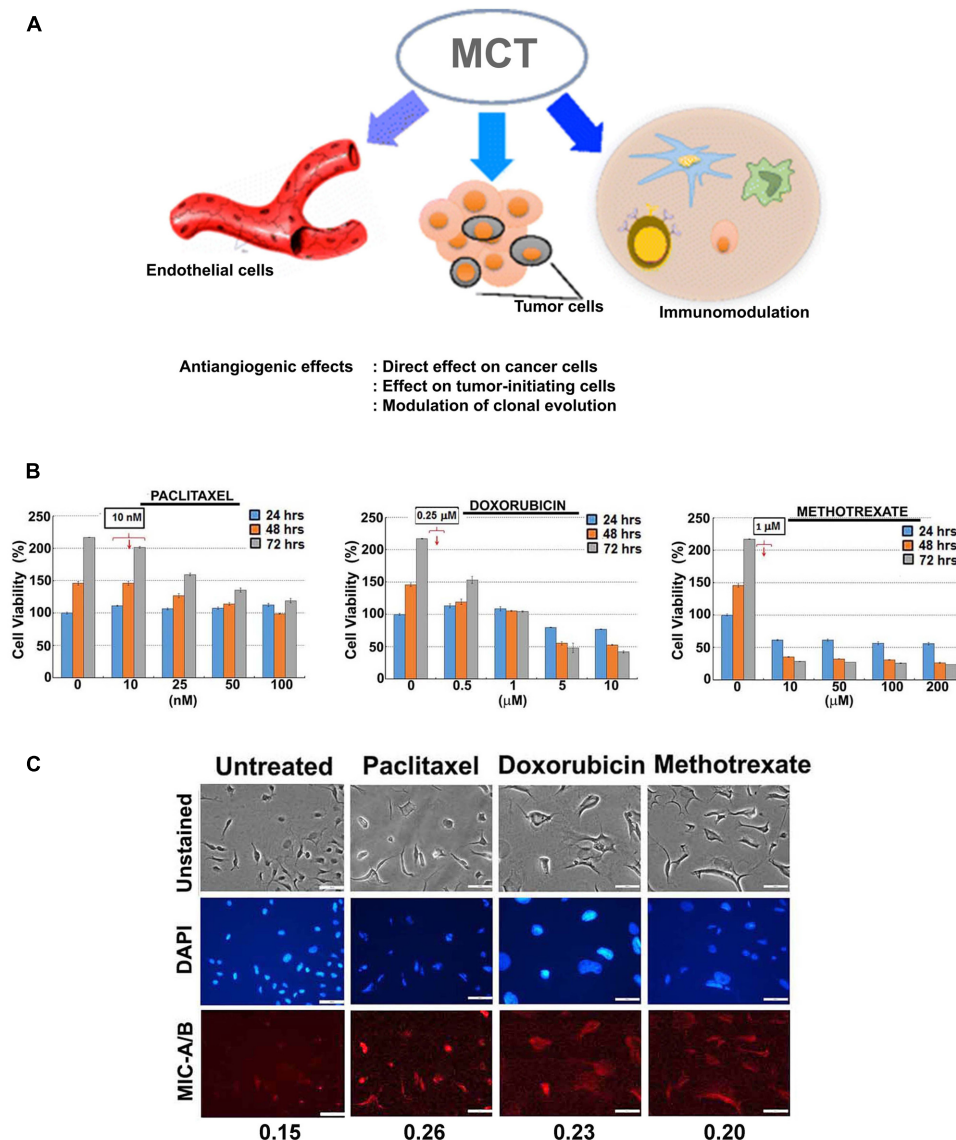 A
MCT
Endothelial cells
Tumor cells
Immunomodulation
Antiangiogenic effects : Direct effect on cancer cells
: Effect on tumor-initiating cells
: Modulation of clonal evolution
B
PACLITAXEL
10 nM
24 hrs
48 hrs
72 hrs
Cell Viability (%)
250
200
150
100
50
0
0 10 25 50 100
(nM)
DOXORUBICIN
0.25 µM
24 hrs
48 hrs
72 hrs
Cell Viability (%)
250
200
150
100
50
0
0 0.5 1 5 10
(µM)
METHOTREXATE
1 µM
24 hrs
48 hrs
72 hrs
Cell Viability (%)
250
200
150
100
50
0
0 10 50 100 200
(µM)
C
Untreated Paclitaxel Doxorubicin Methotrexate
Unstained
DAPI
MIC-A/B
0.15 0.26 0.23 0.20